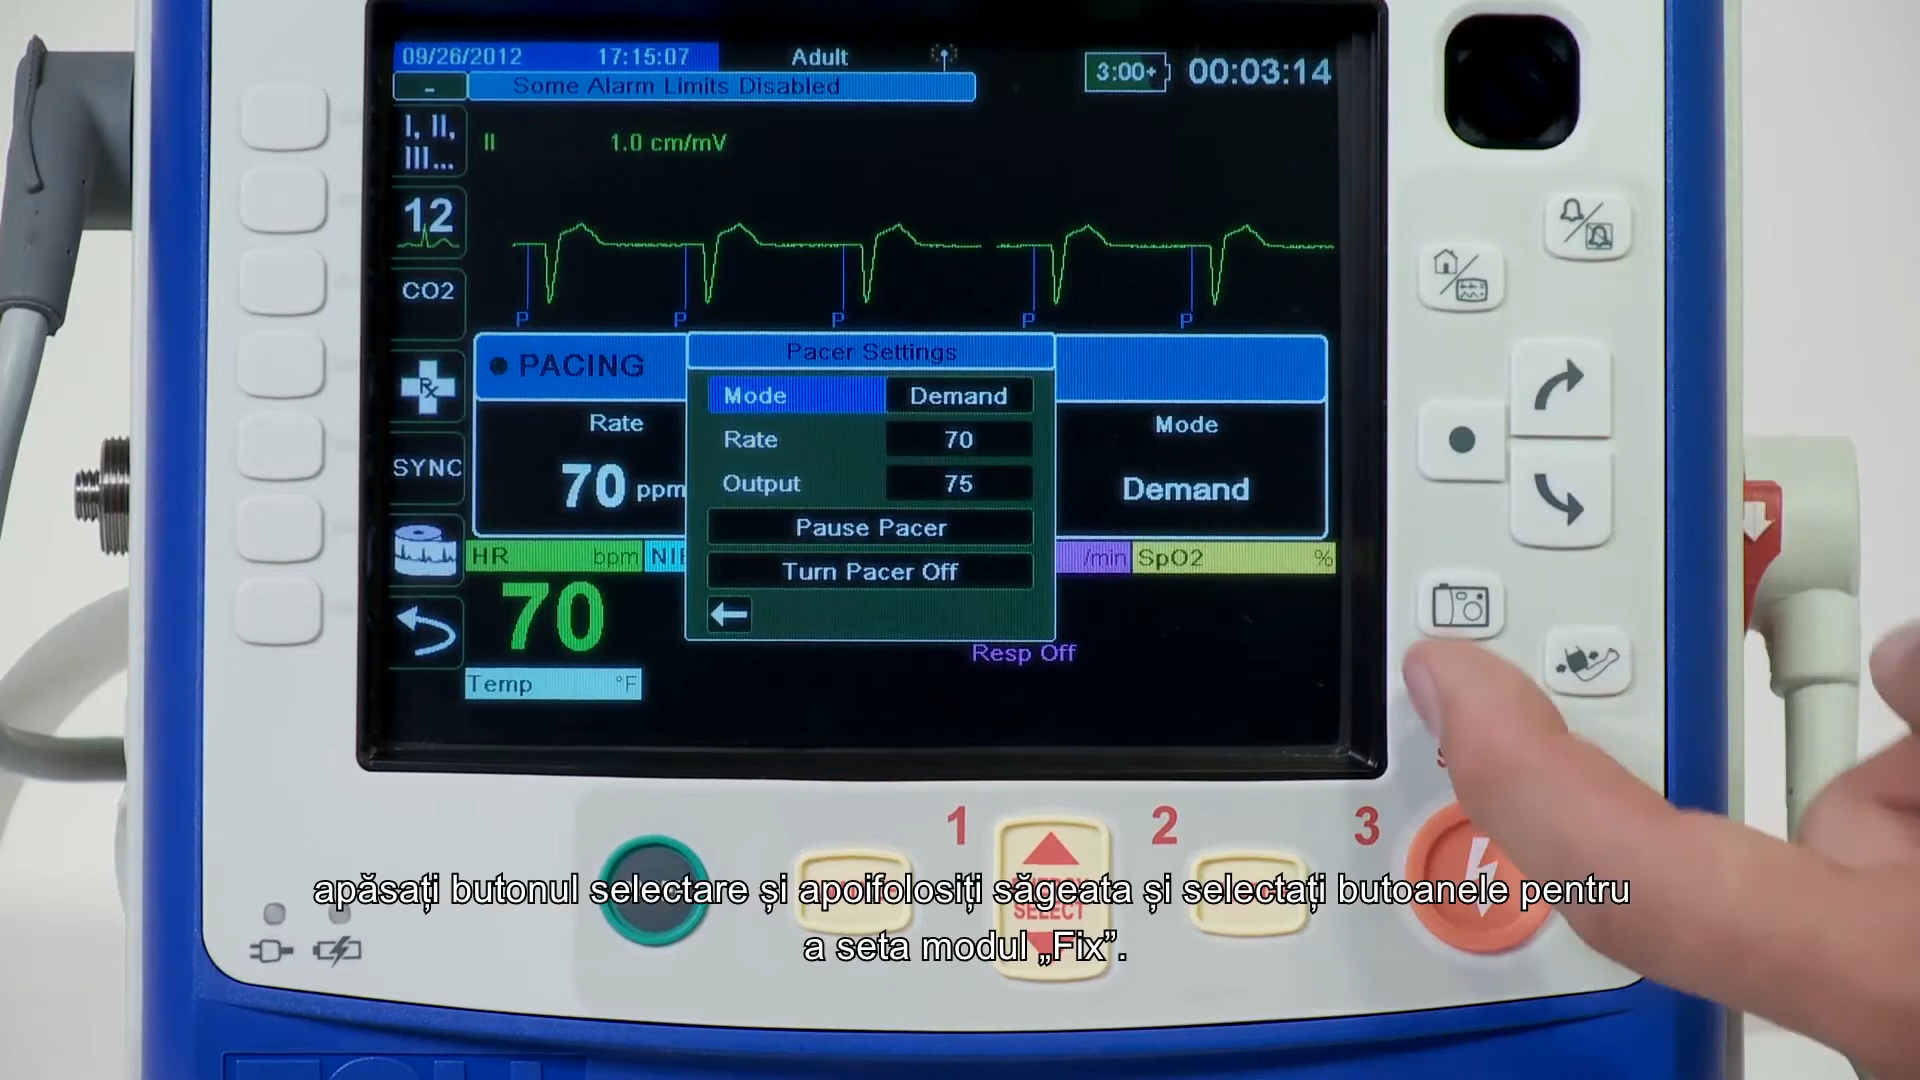 09/26/2012 17:15:07 Adult 3:00+ 00:03:14
- Some Alarm Limits Disabled
I, II, III... II 1.0 cm/mV
12
P P P P P
CO2
Rx
SYNC
PACING
Rate
70 ppm
Pacer Settings
Mode Demand
Rate 70
Output 75
Pause Pacer
Turn Pacer Off
Mode
Demand
HR bpm
70
/min SpO2 %
Resp Off
Temp °F
1 2 3
SELECT
apăsați butonul selectare și apoifolosiți săgeata și selectați butoanele pentru
a seta modul „Fix”.